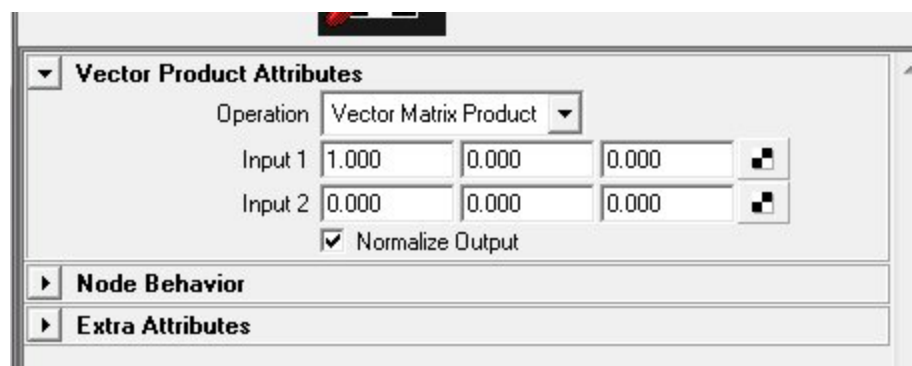 Vector Product Attributes
Operation Vector Matrix Product
Input 1 1.000 0.000 0.000
Input 2 0.000 0.000 0.000
Normalize Output
Node Behavior
Extra Attributes